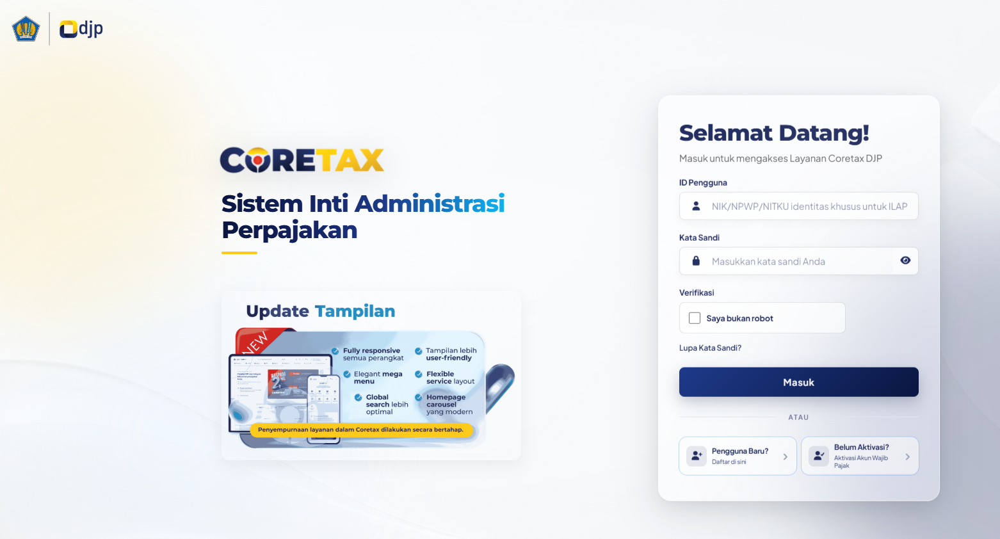 djp
CORETAX
Sistem Inti Administrasi
Perpajakan
Update Tampilan
NEW
Fully responsive
semua perangkat
Tampilan lebih
user-friendly
Elegant mega
menu
Flexible
service layout
Global
search lebih
optimal
Homepage
carousel
yang modern
WASPADA
CORETAX
Penyempurnaan layanan dalam Coretax dilakukan secara bertahap.
Selamat Datang!
Masuk untuk mengakses Layanan Coretax DJP
ID Pengguna
NIK/NPWP/NITKU identitas khusus untuk ILAP
Kata Sandi
Masukkan kata sandi Anda
Verifikasi
Saya bukan robot
Lupa Kata Sandi?
Masuk
ATAU
Pengguna Baru?
Daftar di sini
Belum Aktivasi?
Aktivasi Akun Wajib
Pajak